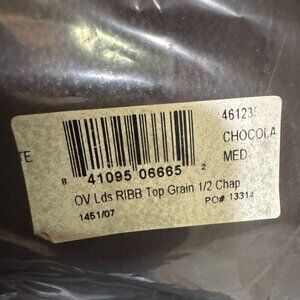 46123
CHOCOLA
TE
MED
8 41095 06665 2
OV Lds RIBB Top Grain 1/2 Chap
1451/07
PO# 13314